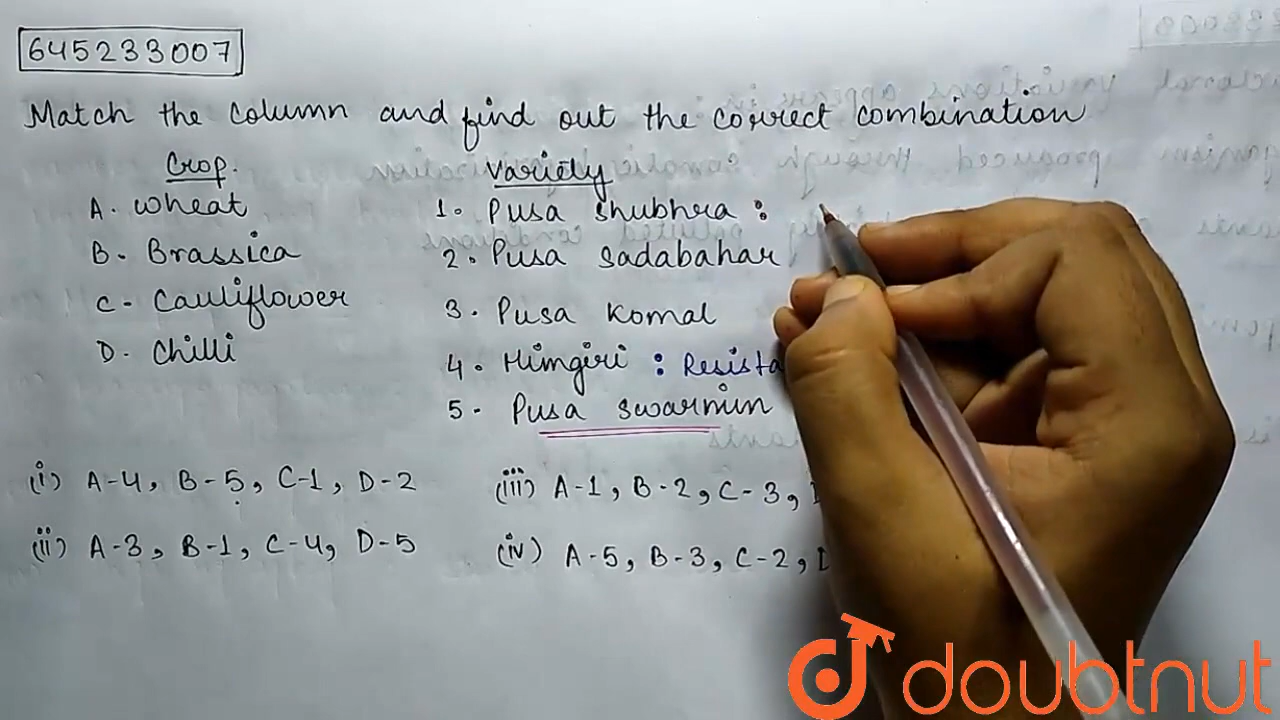 645233007
Match the column and find out the correct combination
Crop. Variety
A. Wheat 1. Pusa Shubhra :
B. Brassica 2. Pusa Sadabahar
C - Cauliflower 3. Pusa Komal
D. Chilli 4. Himgiri : Resista
5. Pusa Swarnim
(i) A-4, B-5, C-1, D-2 (iii) A-1, B-2, C-3,
(ii) A-3, B-1, C-4, D-5 (iv) A-5, B-3, C-2, D
doubtnut